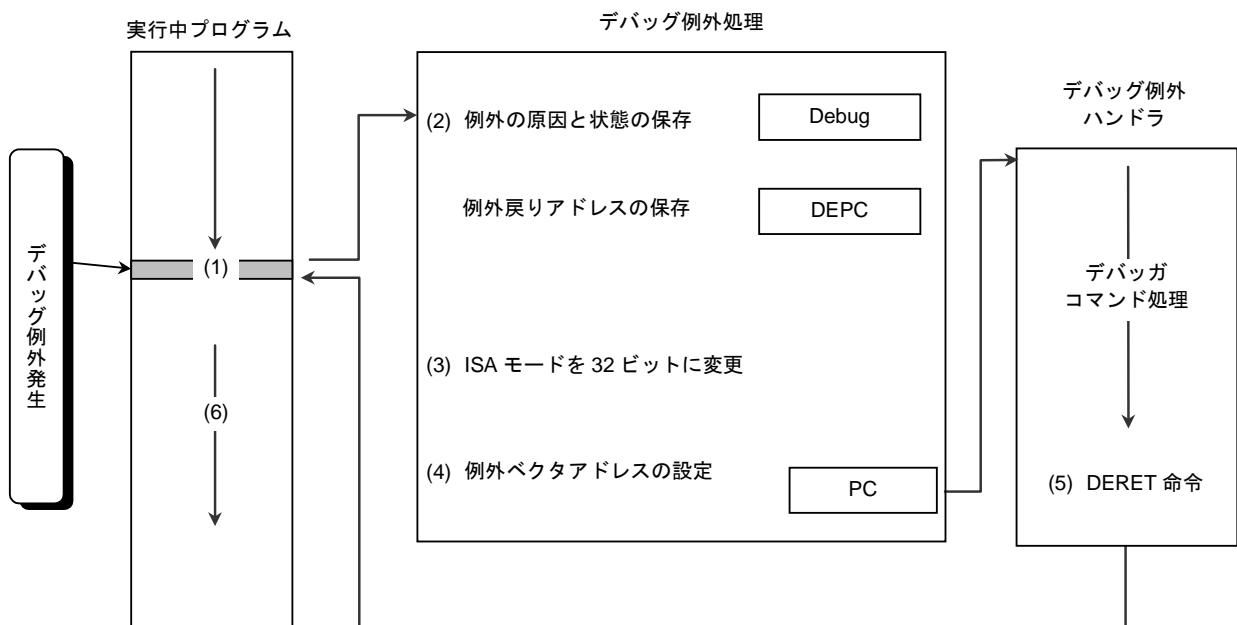 実行中プログラム
デバッグ例外処理
デバッグ例外
ハンドラ
デバッグ例外発生
(1)
(6)
(2) 例外の原因と状態の保存
Debug
例外戻りアドレスの保存
DEPC
(3) ISA モードを 32 ビットに変更
(4) 例外ベクタアドレスの設定
PC
デバッガ
コマンド処理
(5) DERET 命令